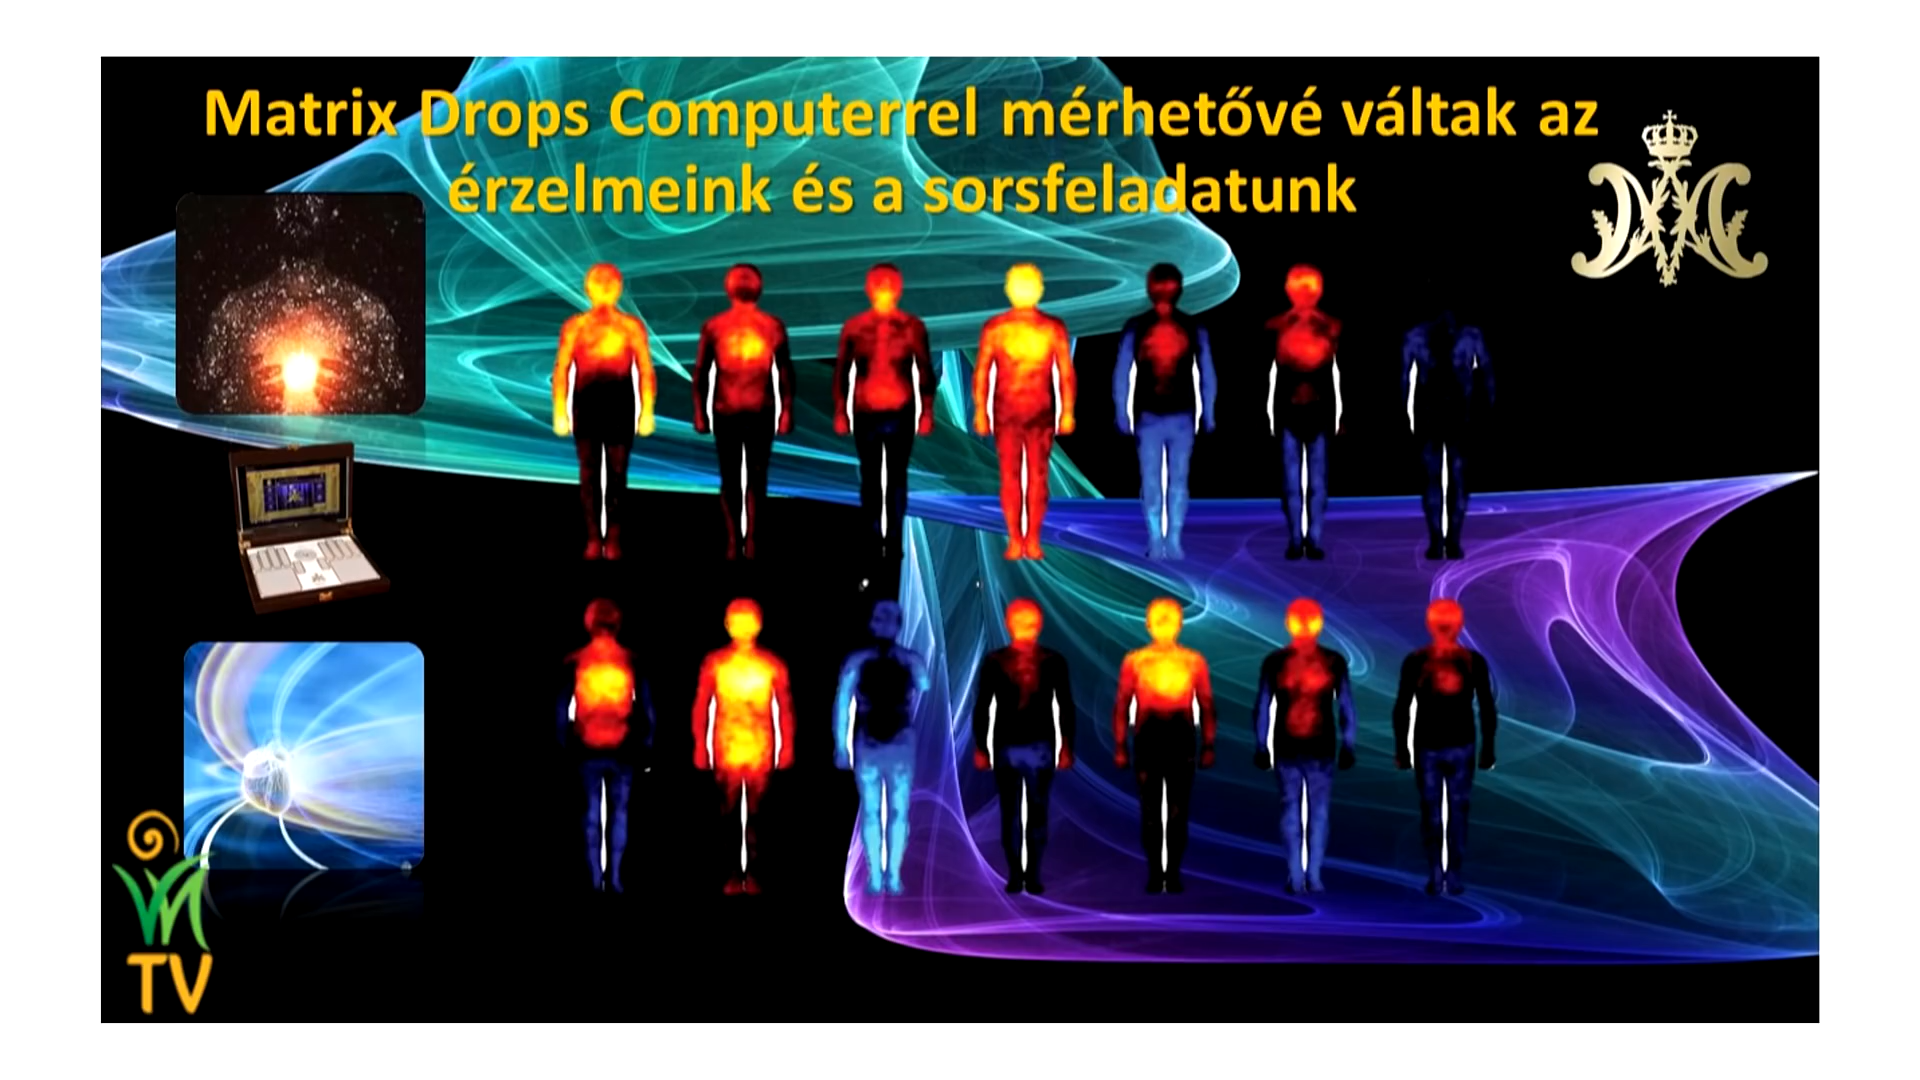 Matrix Drops Computerrel mérhetővé váltak az
érzelmeink és a sorsfeladatunk
TV